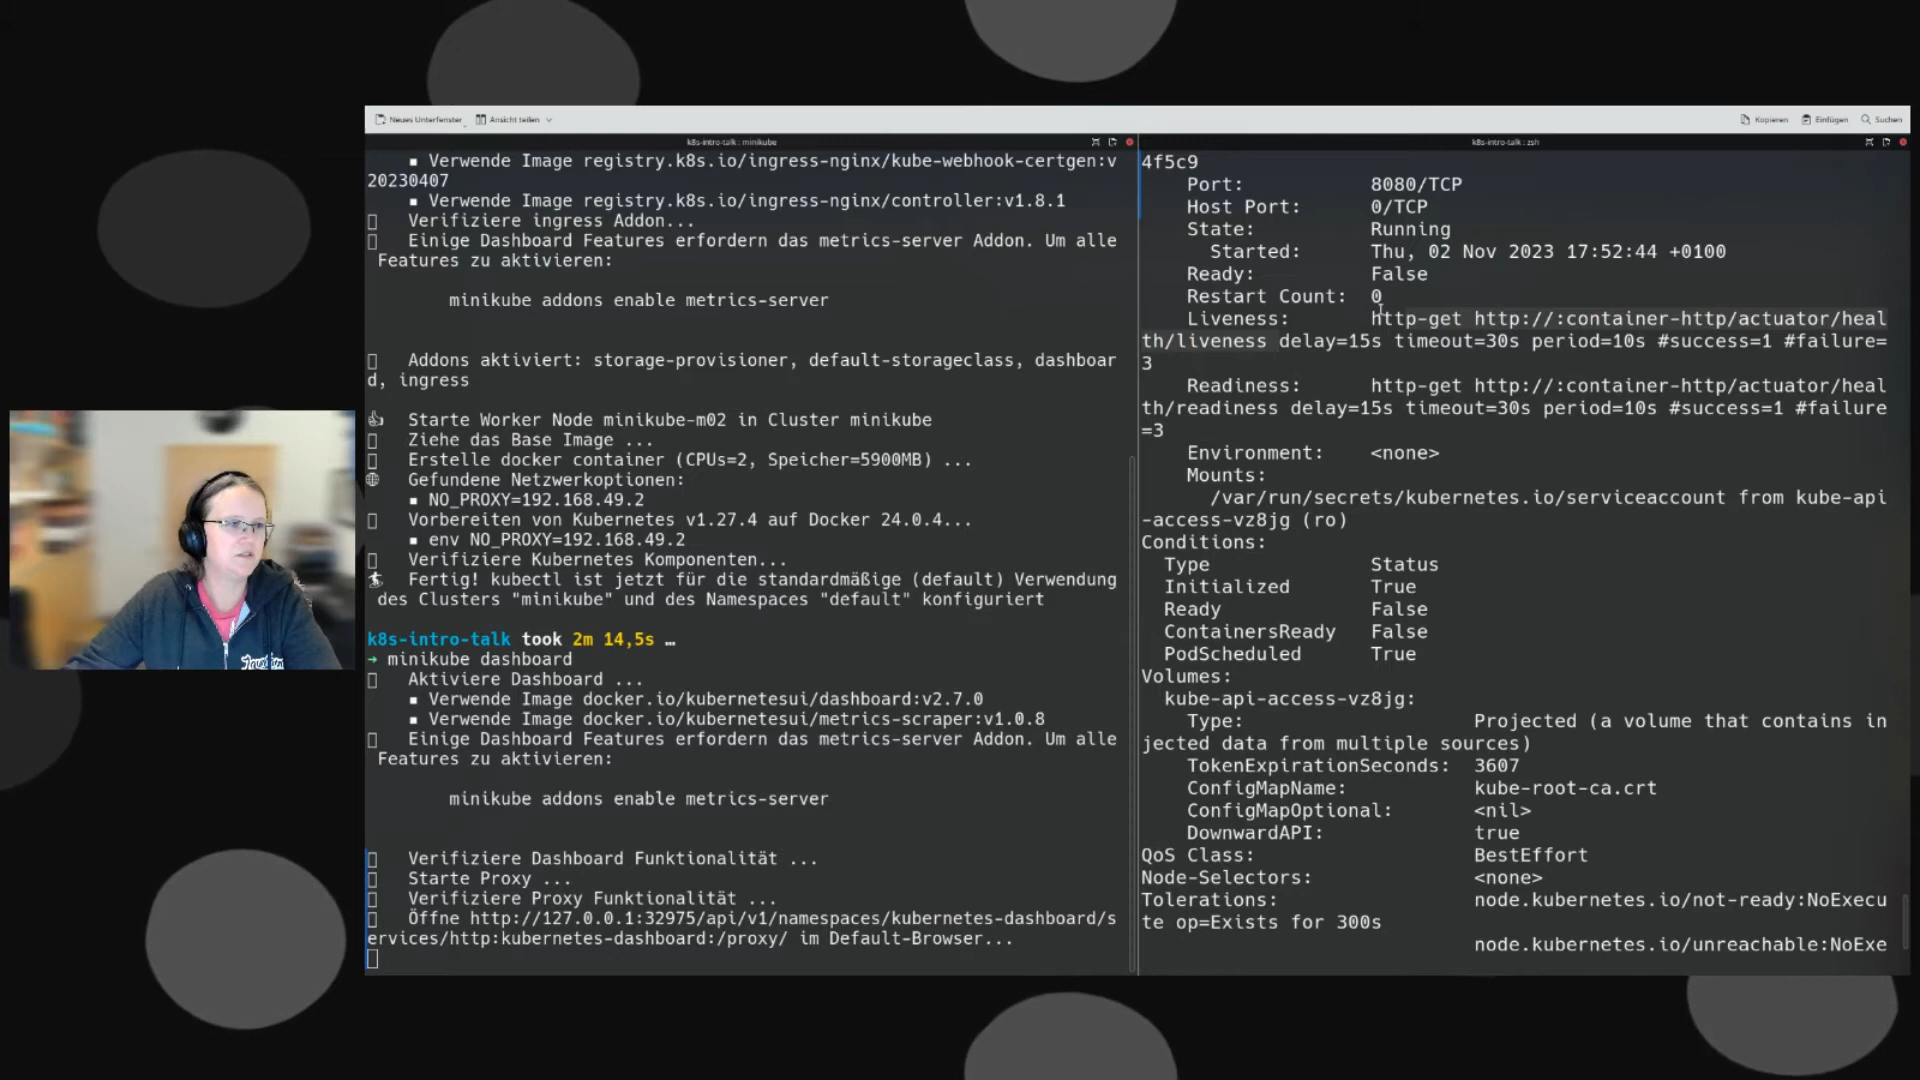 Neues Unterfenster Ansicht teilen
Kopieren Einfügen Suchen
k8s-intro-talk : minikube
▪ Verwende Image registry.k8s.io/ingress-nginx/kube-webhook-certgen:v
20230407
▪ Verwende Image registry.k8s.io/ingress-nginx/controller:v1.8.1
Verifiziere ingress Addon...
Einige Dashboard Features erfordern das metrics-server Addon. Um alle
Features zu aktivieren:
minikube addons enable metrics-server
Addons aktiviert: storage-provisioner, default-storageclass, dashboar
d, ingress
Starte Worker Node minikube-m02 in Cluster minikube
Ziehe das Base Image ...
Erstelle docker container (CPUs=2, Speicher=5900MB) ...
Gefundene Netzwerkoptionen:
▪ NO_PROXY=192.168.49.2
Vorbereiten von Kubernetes v1.27.4 auf Docker 24.0.4...
▪ env NO_PROXY=192.168.49.2
Verifiziere Kubernetes Komponenten...
Fertig! kubectl ist jetzt für die standardmäßige (default) Verwendung
des Clusters "minikube" und des Namespaces "default" konfiguriert
k8s-intro-talk took 2m 14,5s …
→ minikube dashboard
Aktiviere Dashboard ...
▪ Verwende Image docker.io/kubernetesui/dashboard:v2.7.0
▪ Verwende Image docker.io/kubernetesui/metrics-scraper:v1.0.8
Einige Dashboard Features erfordern das metrics-server Addon. Um alle
Features zu aktivieren:
minikube addons enable metrics-server
Verifiziere Dashboard Funktionalität ...
Starte Proxy ...
Verifiziere Proxy Funktionalität ...
Öffne http://127.0.0.1:32975/api/v1/namespaces/kubernetes-dashboard/s
ervices/http:kubernetes-dashboard:/proxy/ im Default-Browser...
k8s-intro-talk : zsh
4f5c9
Port: 8080/TCP
Host Port: 0/TCP
State: Running
Started: Thu, 02 Nov 2023 17:52:44 +0100
Ready: False
Restart Count: 0
Liveness: http-get http://:container-http/actuator/heal
th/liveness delay=15s timeout=30s period=10s #success=1 #failure=
3
Readiness: http-get http://:container-http/actuator/heal
th/readiness delay=15s timeout=30s period=10s #success=1 #failure
=3
Environment: <none>
Mounts:
/var/run/secrets/kubernetes.io/serviceaccount from kube-api
-access-vz8jg (ro)
Conditions:
Type Status
Initialized True
Ready False
ContainersReady False
PodScheduled True
Volumes:
kube-api-access-vz8jg:
Type: Projected (a volume that contains in
jected data from multiple sources)
TokenExpirationSeconds: 3607
ConfigMapName: kube-root-ca.crt
ConfigMapOptional: <nil>
DownwardAPI: true
QoS Class: BestEffort
Node-Selectors: <none>
Tolerations: node.kubernetes.io/not-ready:NoExecu
te op=Exists for 300s
node.kubernetes.io/unreachable:NoExe